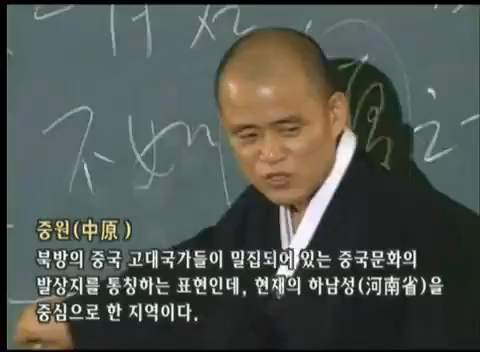 不如
중원(中原)
북방의 중국 고대국가들이 밀집되어 있는 중국문화의
발상지를 통칭하는 표현인데, 현재의 하남성(河南省)을
중심으로 한 지역이다.